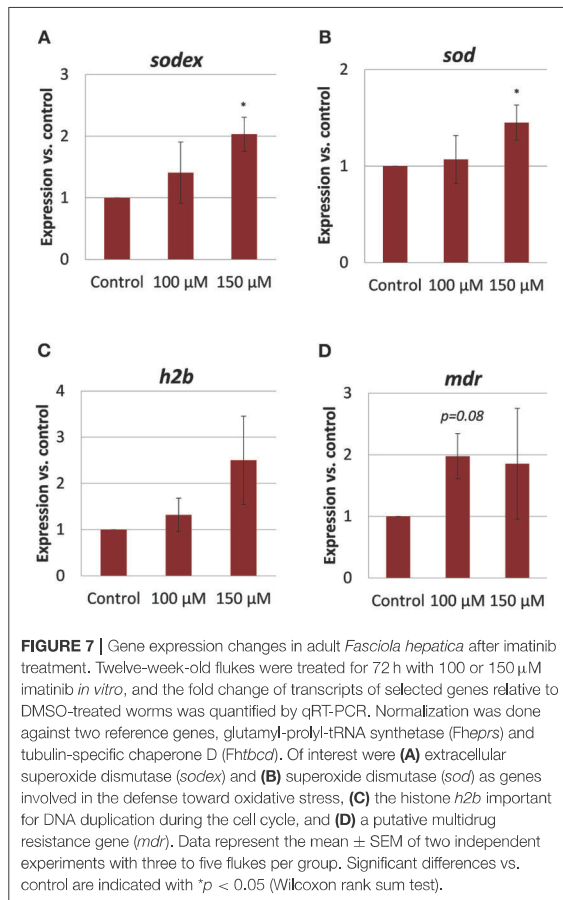 A
sodex
Expression vs. control
3
2
1
0
*
Control 100 µM 150 µM
B
sod
Expression vs. control
2
1
0
*
Control 100 µM 150 µM
C
h2b
Expression vs. control
4
3
2
1
0
Control 100 µM 150 µM
D
mdr
Expression vs. control
3
2
1
0
p=0.08
Control 100 µM 150 µM
FIGURE 7 | Gene expression changes in adult Fasciola hepatica after imatinib
treatment. Twelve-week-old flukes were treated for 72 h with 100 or 150 µM
imatinib in vitro, and the fold change of transcripts of selected genes relative to
DMSO-treated worms was quantified by qRT-PCR. Normalization was done
against two reference genes, glutamyl-prolyl-tRNA synthetase (Fheprs) and
tubulin-specific chaperone D (Fhtbcd). Of interest were (A) extracellular
superoxide dismutase (sodex) and (B) superoxide dismutase (sod) as genes
involved in the defense toward oxidative stress, (C) the histone h2b important
for DNA duplication during the cell cycle, and (D) a putative multidrug
resistance gene (mdr). Data represent the mean ± SEM of two independent
experiments with three to five flukes per group. Significant differences vs.
control are indicated with *p < 0.05 (Wilcoxon rank sum test).